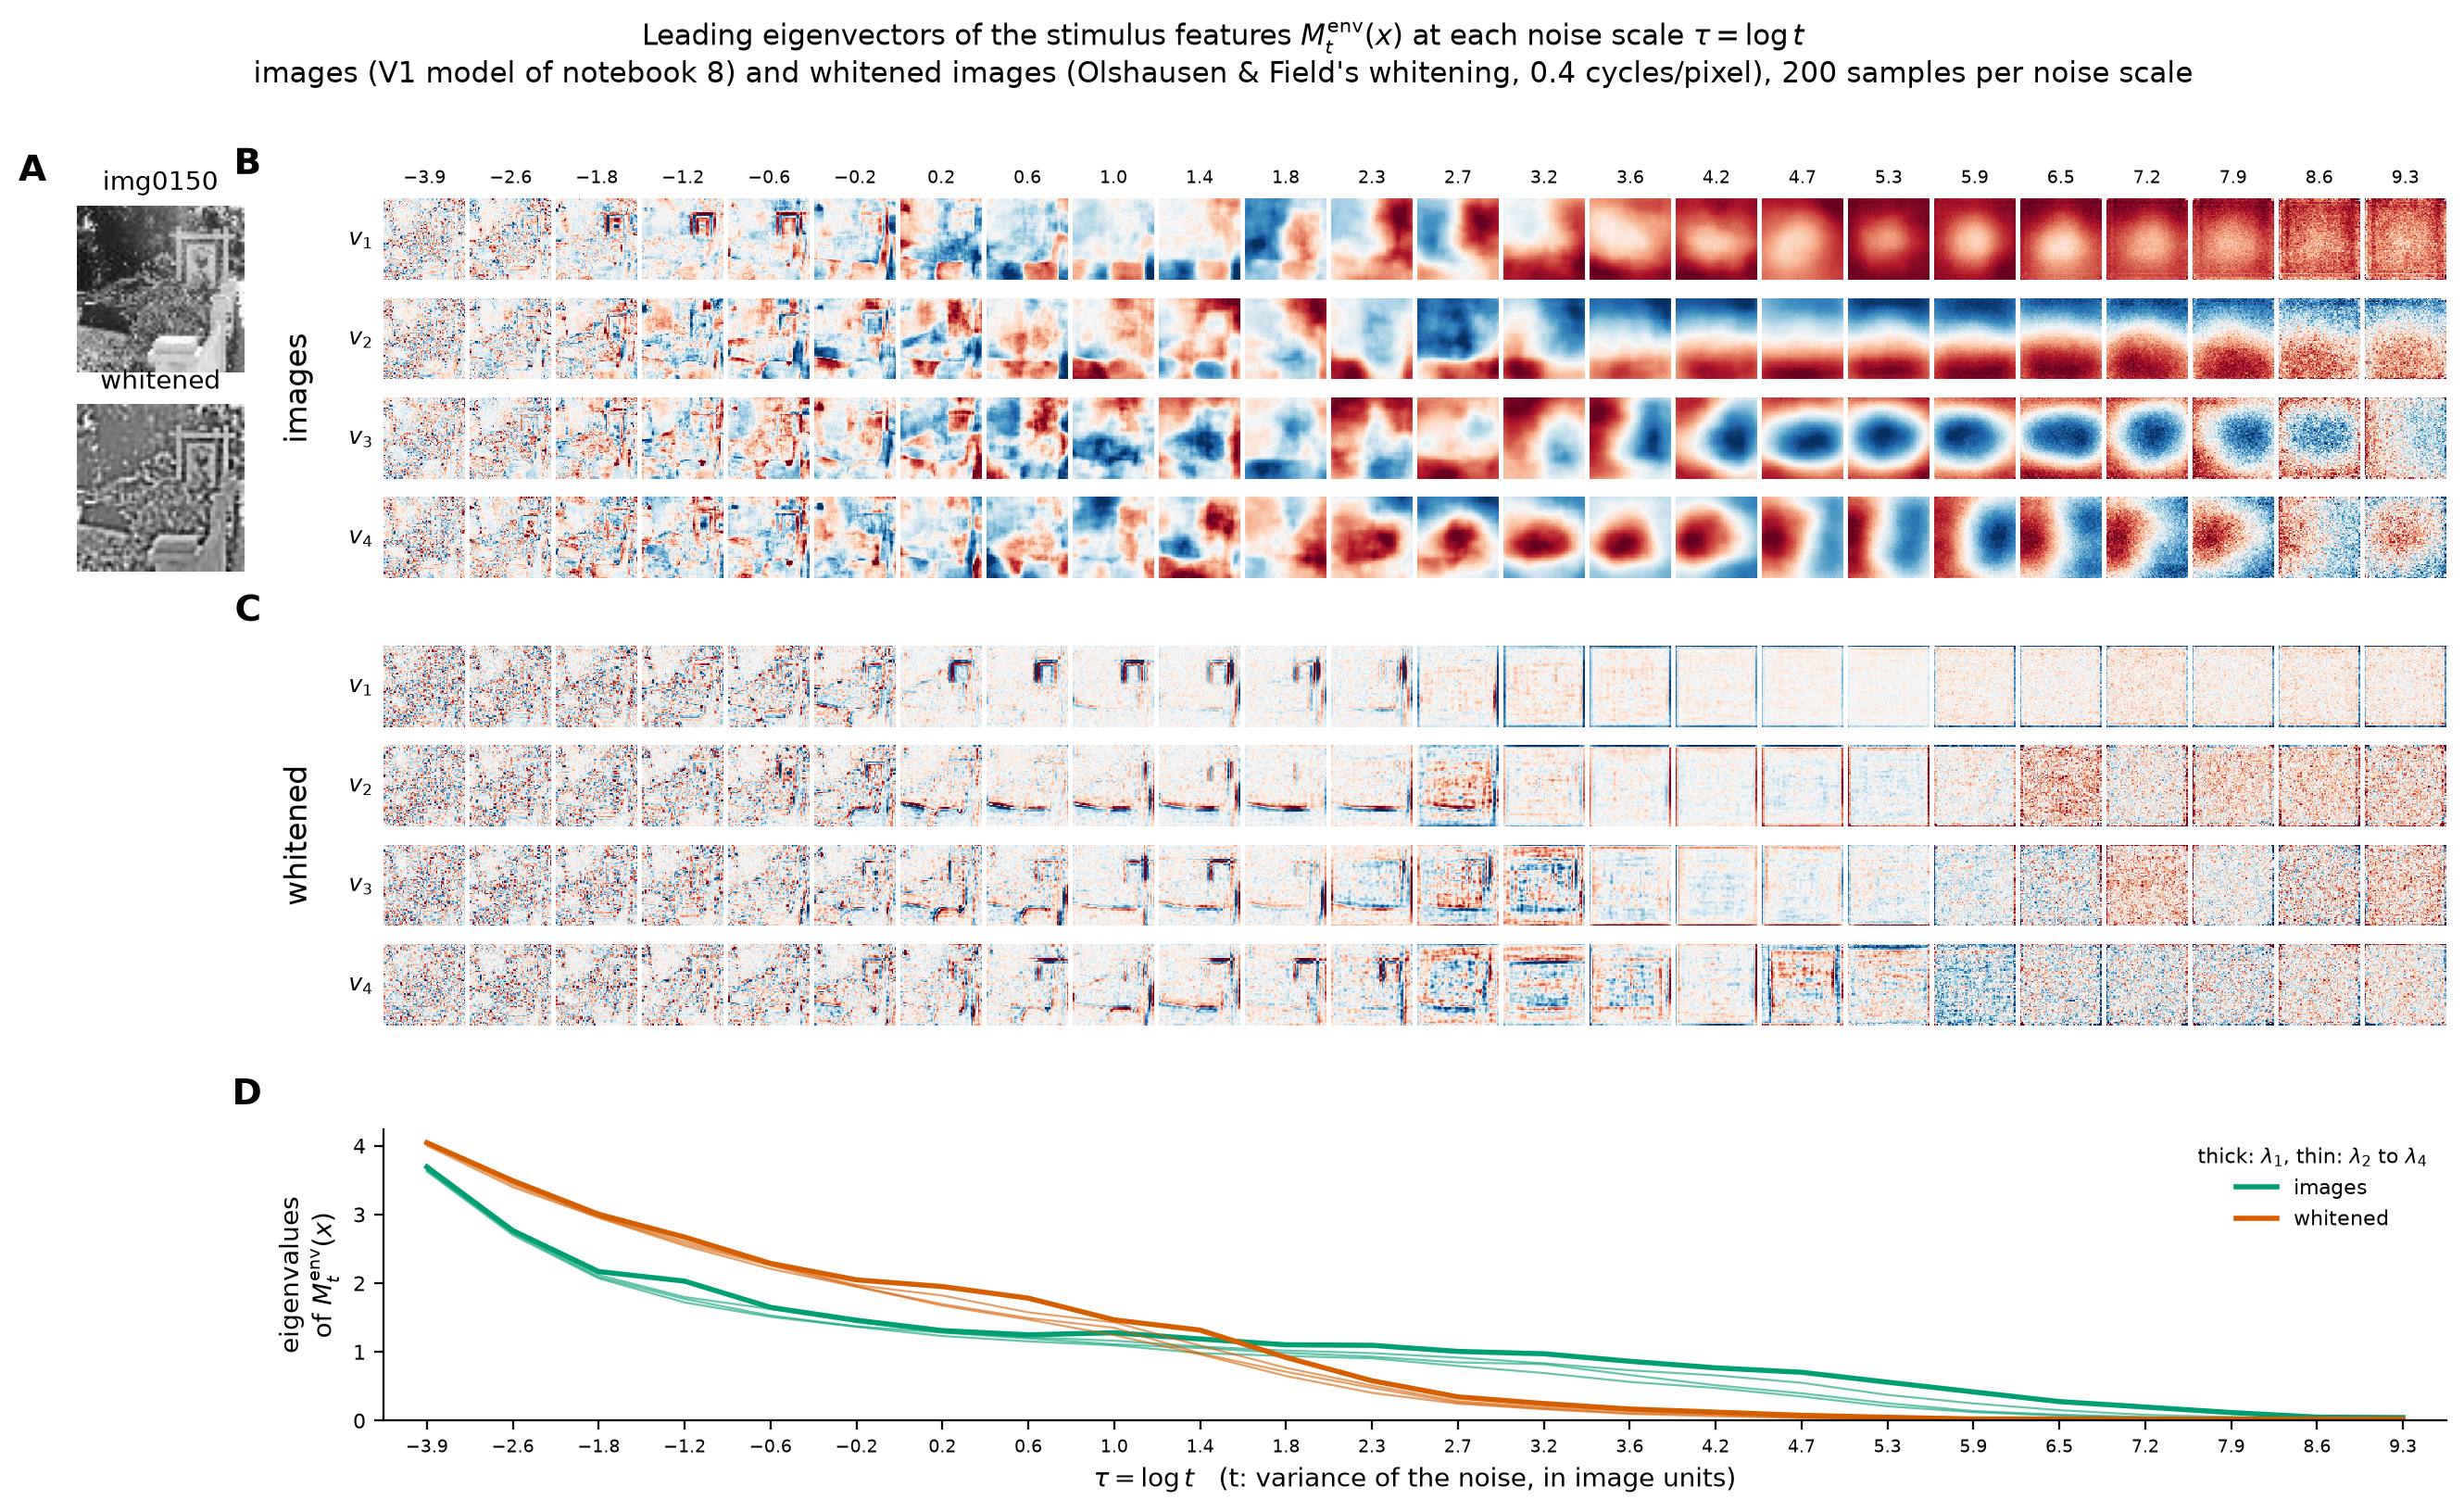 Leading eigenvectors of the stimulus features $M_t^{\mathrm{env}}(x)$ at each noise scale $\tau = \log t$
images (V1 model of notebook 8) and whitened images (Olshausen & Field's whitening, 0.4 cycles/pixel), 200 samples per noise scale
A
img0150
whitened
B
−3.9 −2.6 −1.8 −1.2 −0.6 −0.2 0.2 0.6 1.0 1.4 1.8 2.3 2.7 3.2 3.6 4.2 4.7 5.3 5.9 6.5 7.2 7.9 8.6 9.3
images
$v_1$
$v_2$
$v_3$
$v_4$
C
whitened
$v_1$
$v_2$
$v_3$
$v_4$
D
eigenvalues
of $M_t^{\mathrm{env}}(x)$
4
3
2
1
0
thick: $\lambda_1$, thin: $\lambda_2$ to $\lambda_4$
images
whitened
−3.9 −2.6 −1.8 −1.2 −0.6 −0.2 0.2 0.6 1.0 1.4 1.8 2.3 2.7 3.2 3.6 4.2 4.7 5.3 5.9 6.5 7.2 7.9 8.6 9.3
$\tau = \log t$ (t: variance of the noise, in image units)